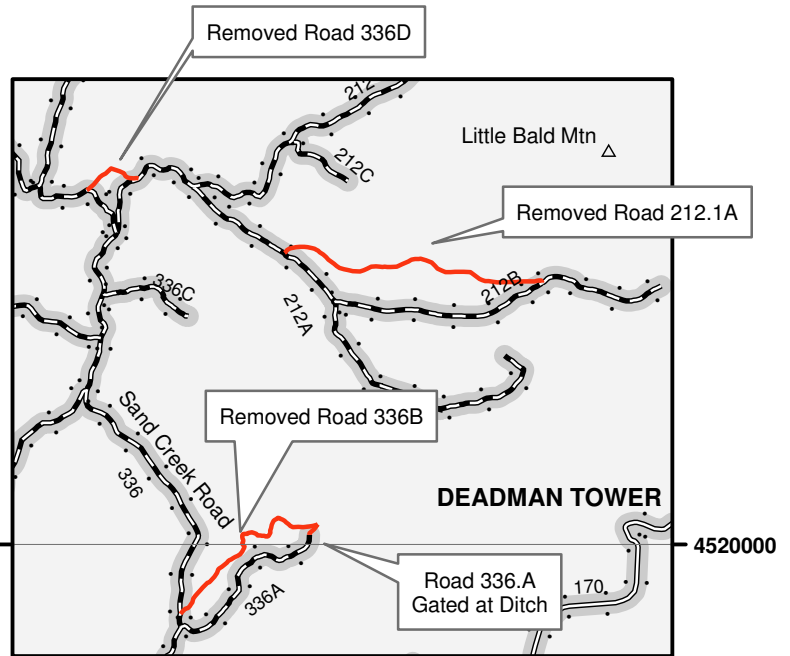 Removed Road 336D
212
Little Bald Mtn
212C
Removed Road 212.1A
336C
212B
212A
Removed Road 336B
Sand Creek Road
336
DEADMAN TOWER
4520000
Road 336.A
Gated at Ditch
170
336A